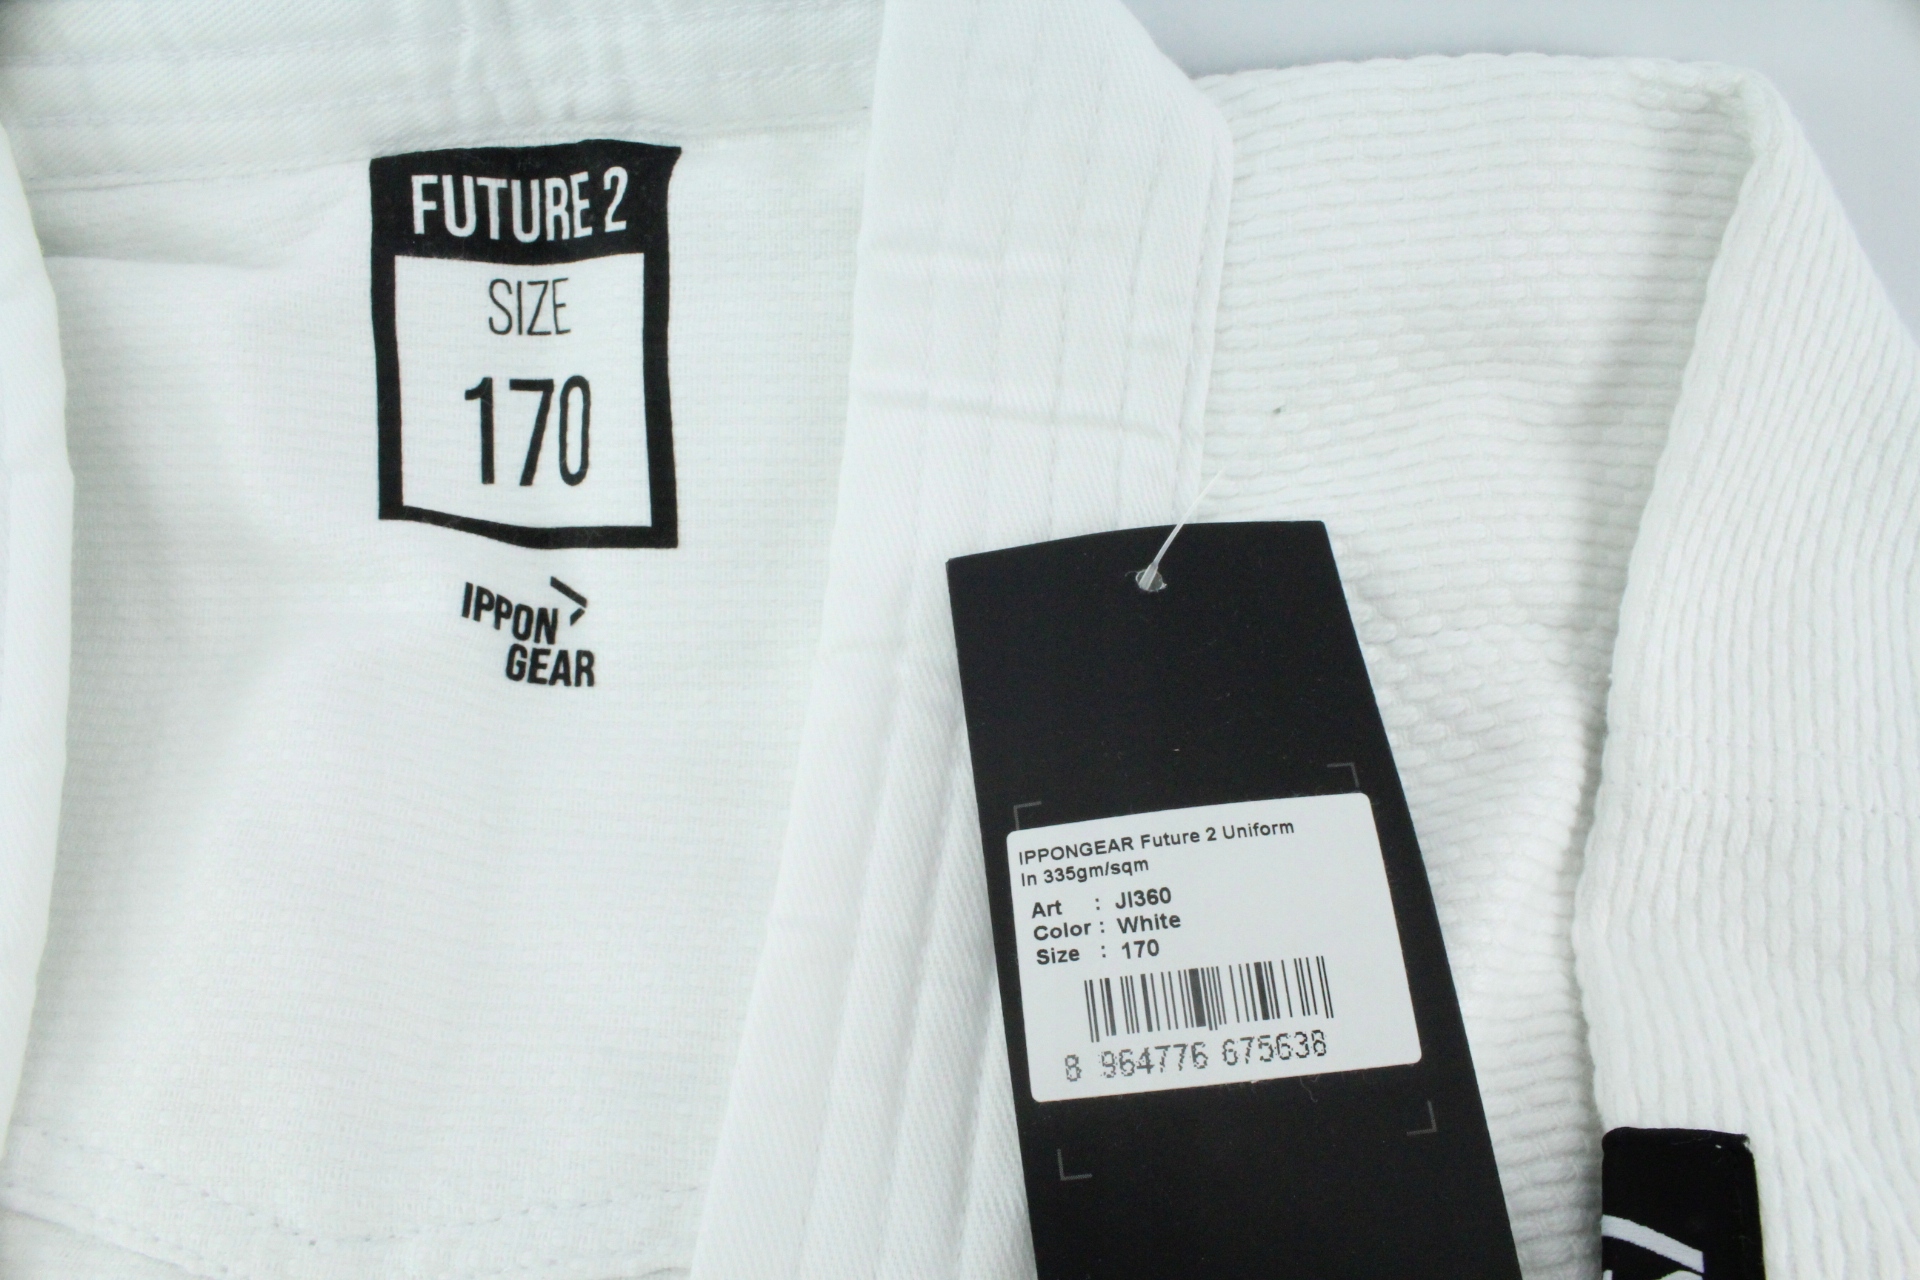 FUTURE 2
SIZE
170
IPPON
GEAR
IPPONGEAR Future 2 Uniform
In 335gm/sqm
Art : JI360
Color : White
Size : 170
8 964776 675638